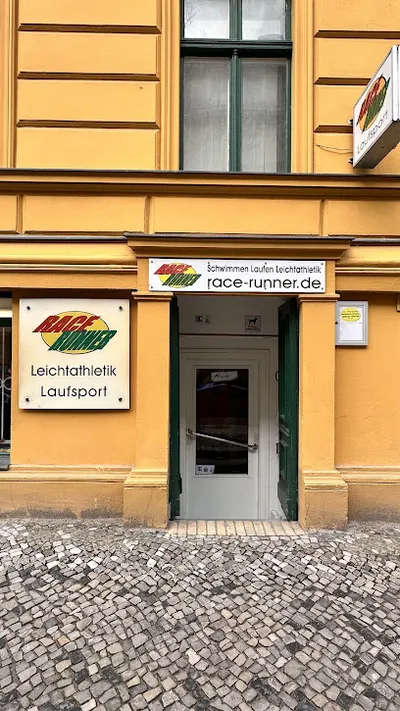 RACE
RUNNER
Laufsport
RACE
RUNNER
Schwimmen Laufen Leichtathletik
race-runner.de
RACE
RUNNER
Leichtathletik
Laufsport